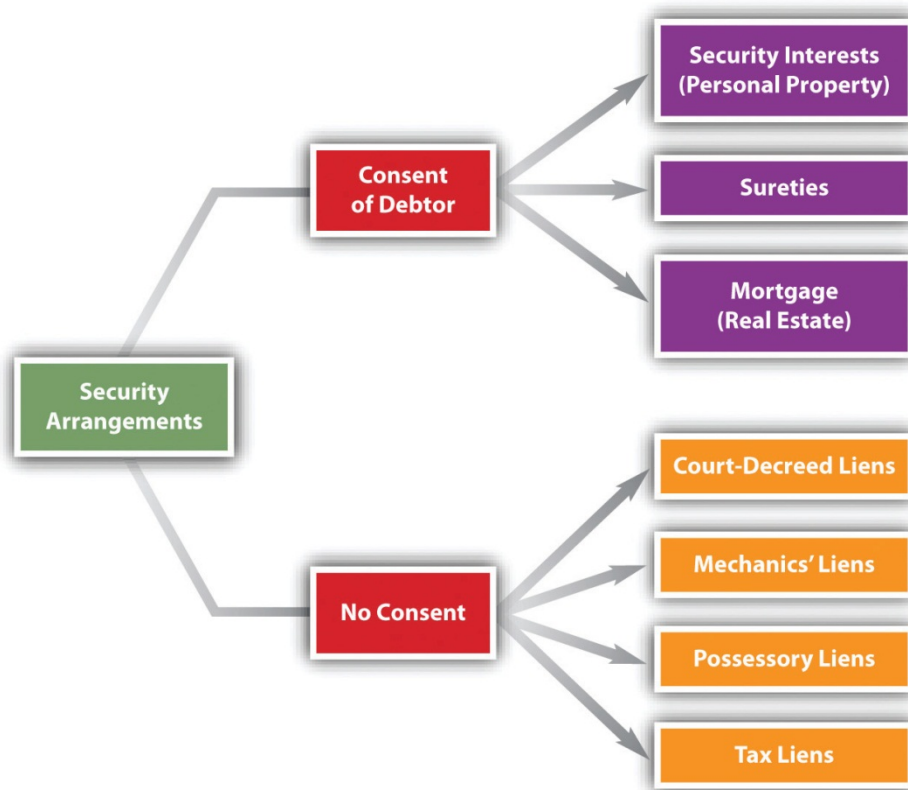 Security Interests
(Personal Property)
Consent
of Debtor
Sureties
Mortgage
(Real Estate)
Security
Arrangements
Court-Decreed Liens
Mechanics’ Liens
No Consent
Possessory Liens
Tax Liens